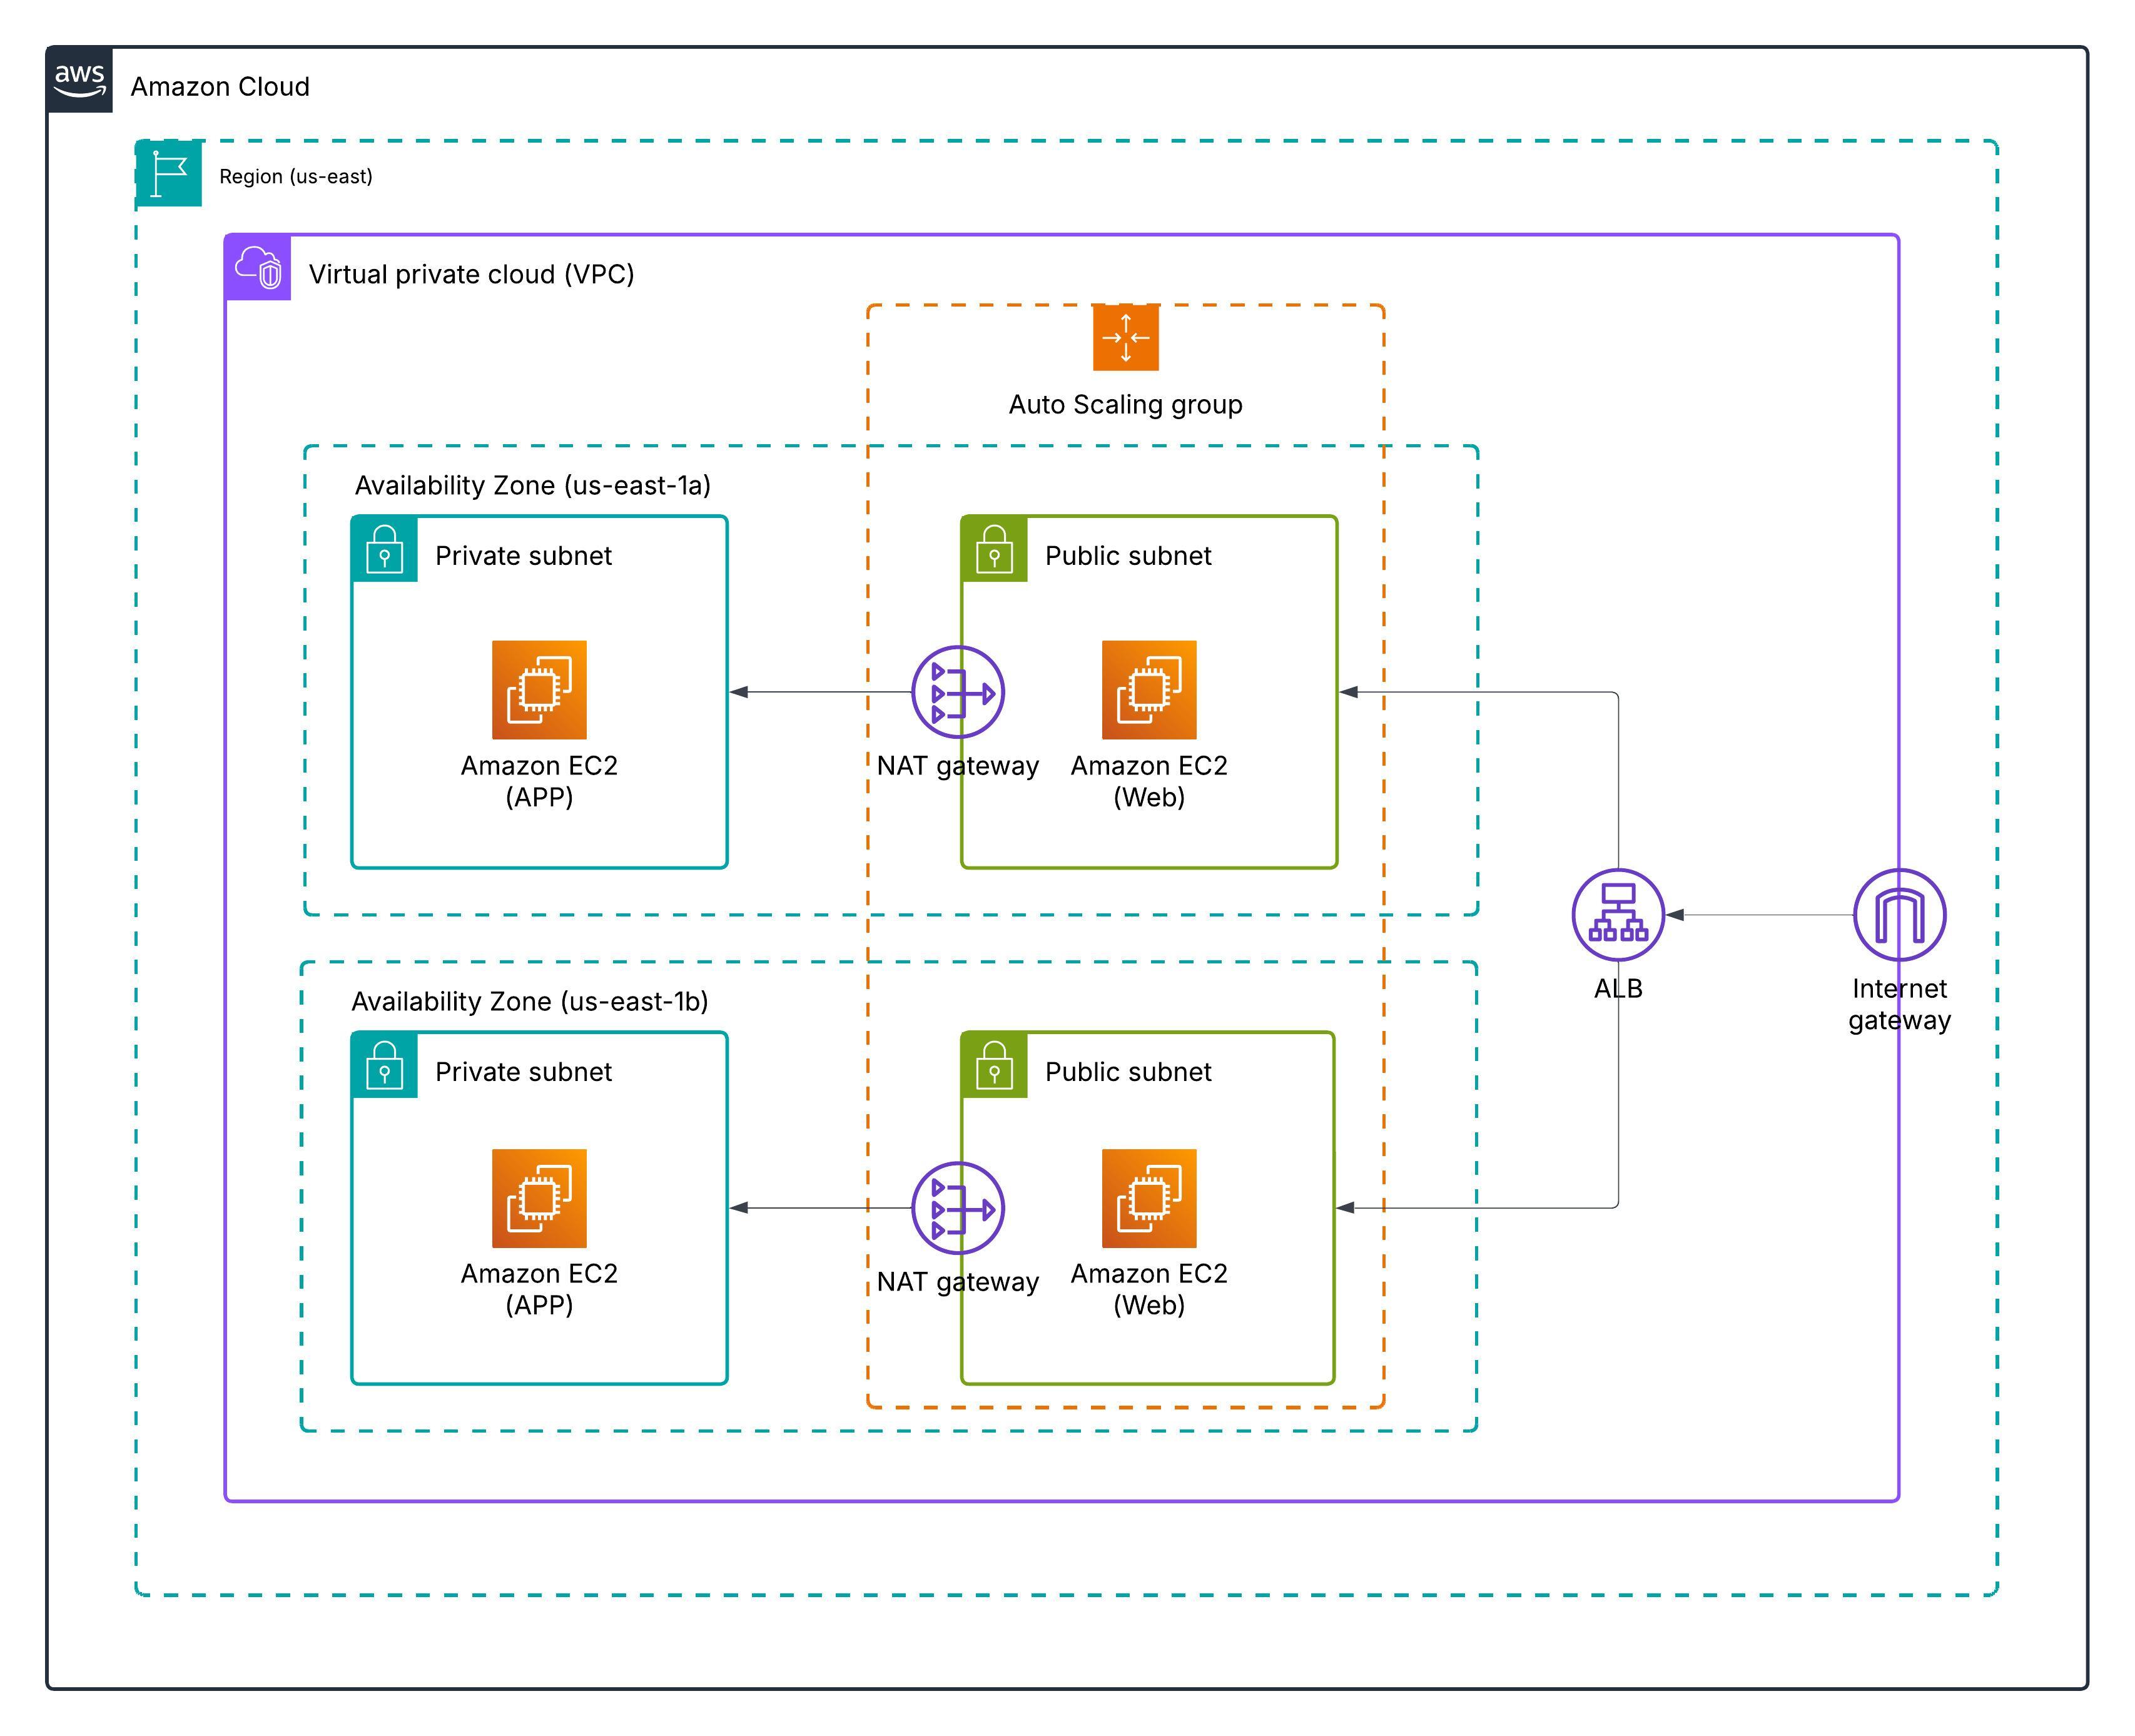 aws
Amazon Cloud
Region (us-east)
Virtual private cloud (VPC)
Auto Scaling group
Availability Zone (us-east-1a)
Private subnet
Public subnet
Amazon EC2
(APP)
NAT gateway
Amazon EC2
(Web)
ALB
Internet
gateway
Availability Zone (us-east-1b)
Private subnet
Public subnet
Amazon EC2
(APP)
NAT gateway
Amazon EC2
(Web)